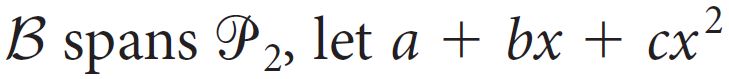 ℬ spans 𝒫₂, let a + bx + cx²